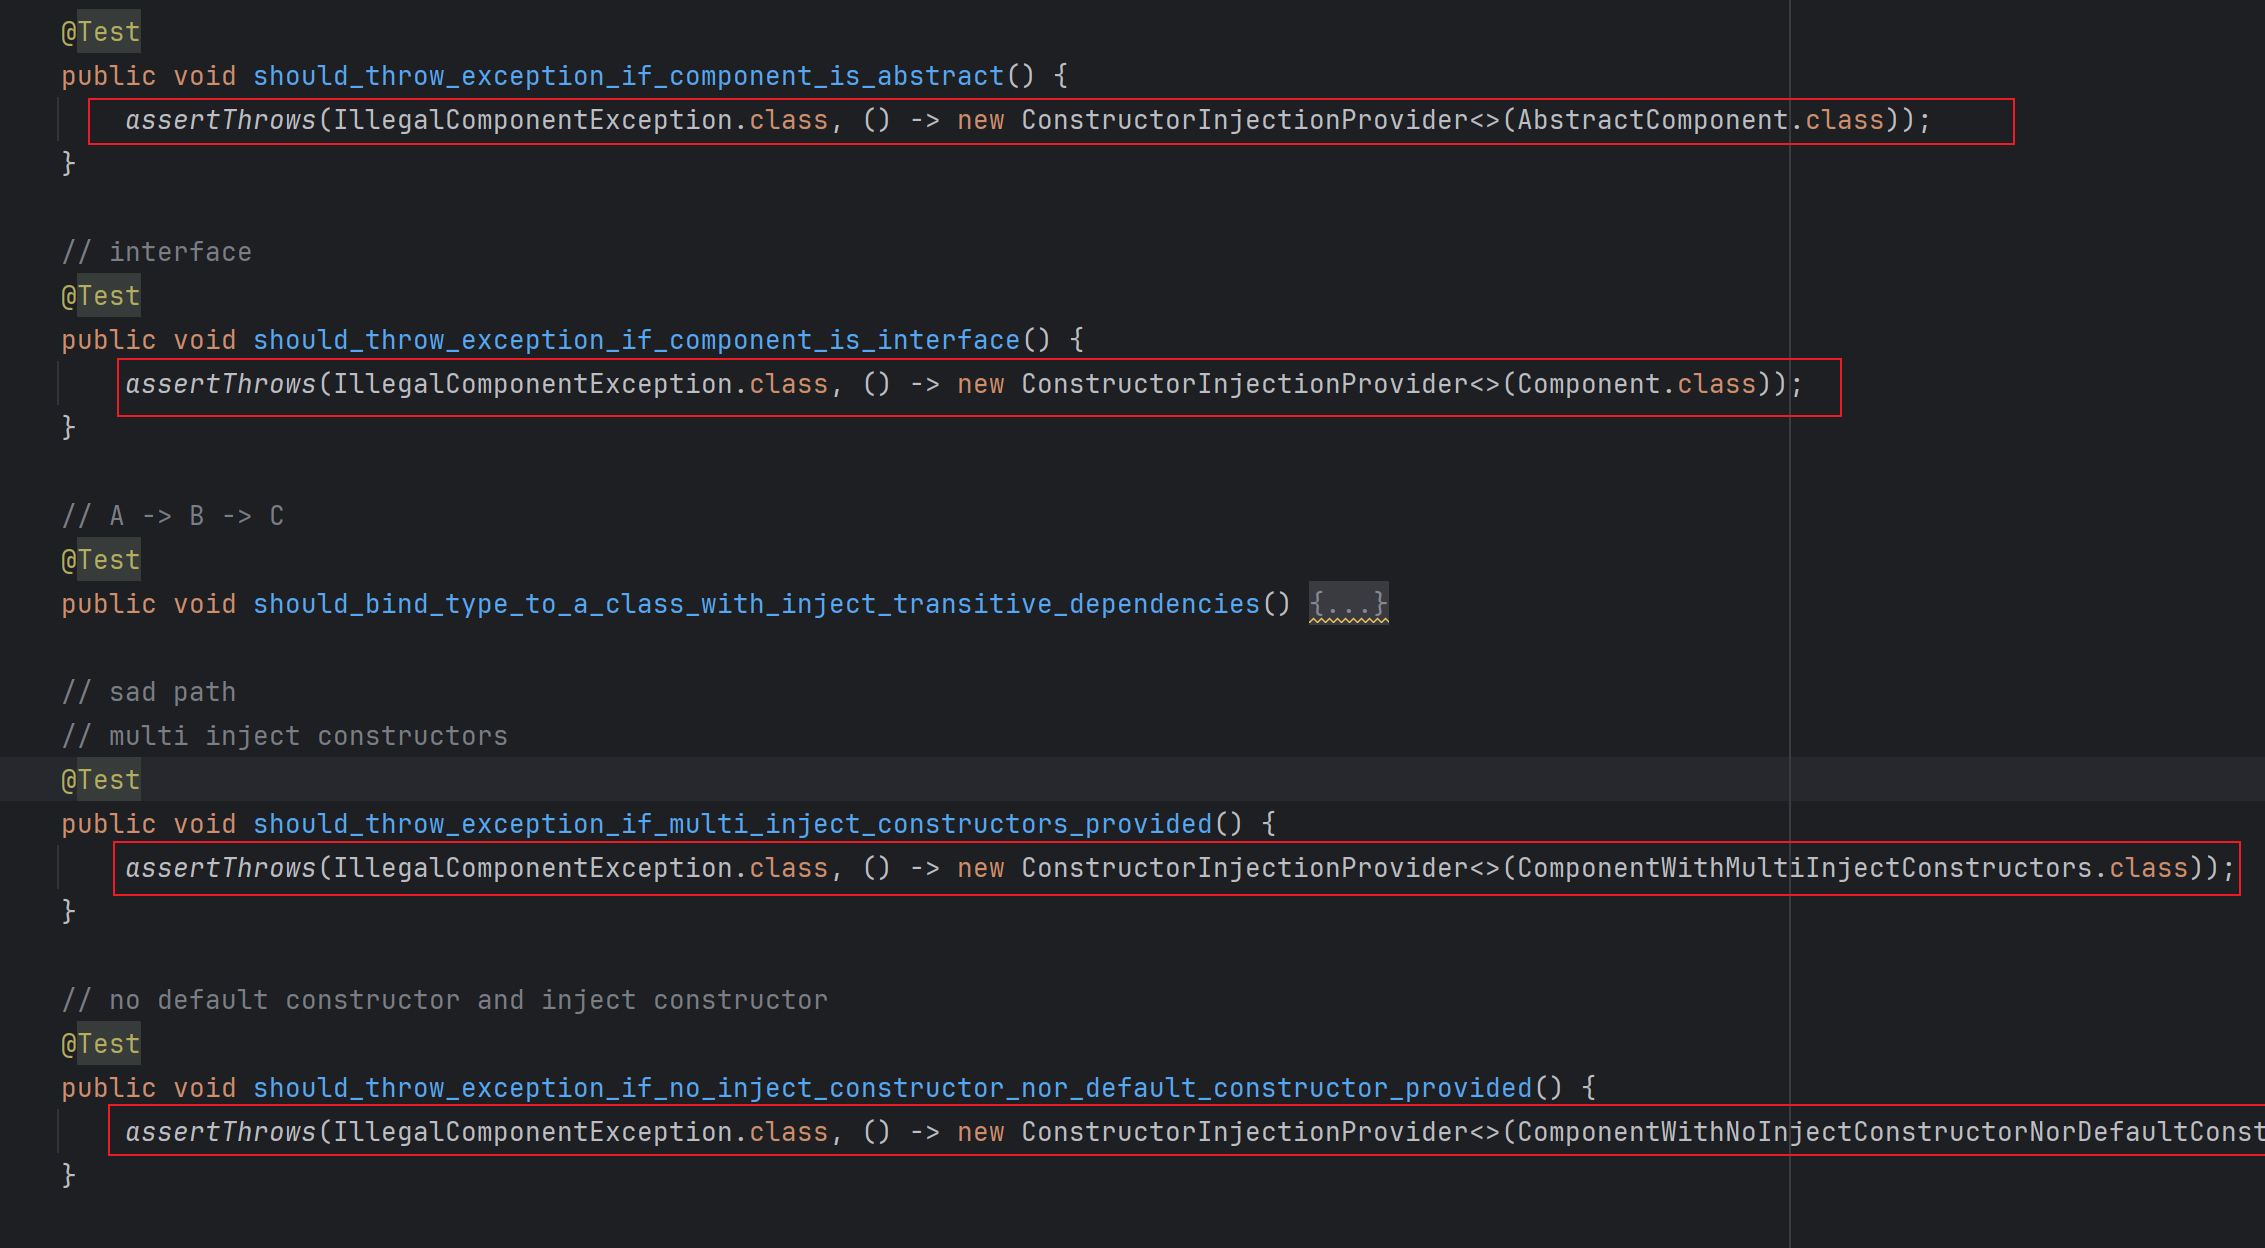 @Test
public void should_throw_exception_if_component_is_abstract() {
assertThrows(IllegalComponentException.class, () -> new ConstructorInjectionProvider<>(AbstractComponent.class));
}
// interface
@Test
public void should_throw_exception_if_component_is_interface() {
assertThrows(IllegalComponentException.class, () -> new ConstructorInjectionProvider<>(Component.class));
}
// A -> B -> C
@Test
public void should_bind_type_to_a_class_with_inject_transitive_dependencies() {...}
// sad path
// multi inject constructors
@Test
public void should_throw_exception_if_multi_inject_constructors_provided() {
assertThrows(IllegalComponentException.class, () -> new ConstructorInjectionProvider<>(ComponentWithMultiInjectConstructors.class));
}
// no default constructor and inject constructor
@Test
public void should_throw_exception_if_no_inject_constructor_nor_default_constructor_provided() {
assertThrows(IllegalComponentException.class, () -> new ConstructorInjectionProvider<>(ComponentWithNoInjectConstructorNorDefaultConst
}